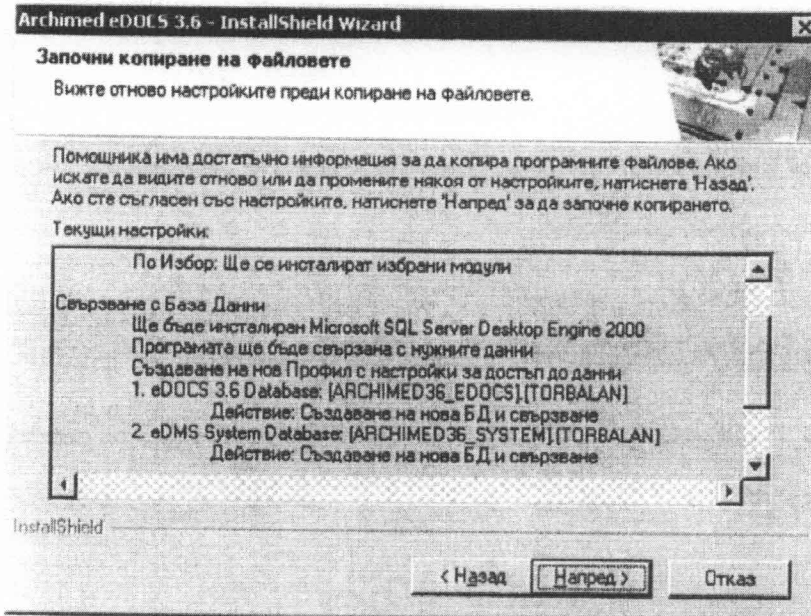 Archimed eDOCS 3.6 - InstallShield Wizard
Започни копиране на файловете
Вижте отново настройките преди копиране на файловете.
Помощника има достатъчно информация за да копира програмните файлове. Ако
искате да видите отново или да промените някоя от настройките, натиснете 'Назад'.
Ако сте съгласен със настройките, натиснете 'Напред' за да започне копирането.
Текущи настройки:
По Избор: Ще се инсталират избрани модули
Свързване с База Данни
Ще бъде инсталиран Microsoft SQL Server Desktop Engine 2000
Програмата ще бъде свързана с нужните данни
Създаване на нов Профил с настройки за достъп до данни
1. eDOCS 3.6 Database: [ARCHIMED36_EDOCS].[TORBALAN]
Действие: Създаване на нова БД и свързване
2. eDMS System Database: [ARCHIMED36_SYSTEM].[TORBALAN]
Действие: Създаване на нова БД и свързване
InstallShield
< Назад
Напред >
Отказ